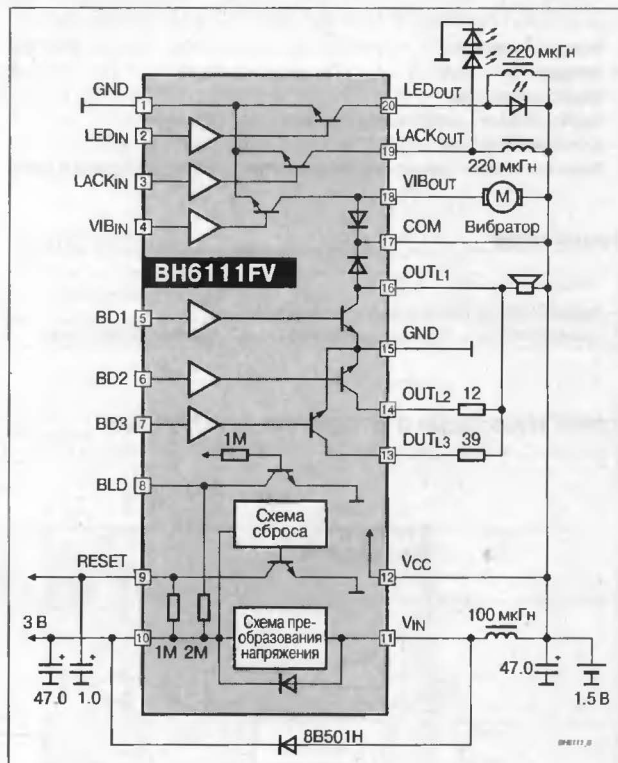 220 мкГн
GND
1
20
LEDOUT
LEDIN
2
19
LACKOUT
LACKIN
3
220 мкГн
18
VIBOUT
M
VIBIN
4
17
COM
Вибратор
BH6111FV
16
OUTL1
BD1
5
15
GND
BD2
6
14
OUTL2
12
BD3
7
13
DUTL3
39
1М
BLD
8
Схема
сброса
RESET
9
12
VCC
3 В
10
1М
2М
Схема пре-
образования
напряжения
11
VIN
100 мкГн
47.0
1.0
47.0
1.5 В
8B501H